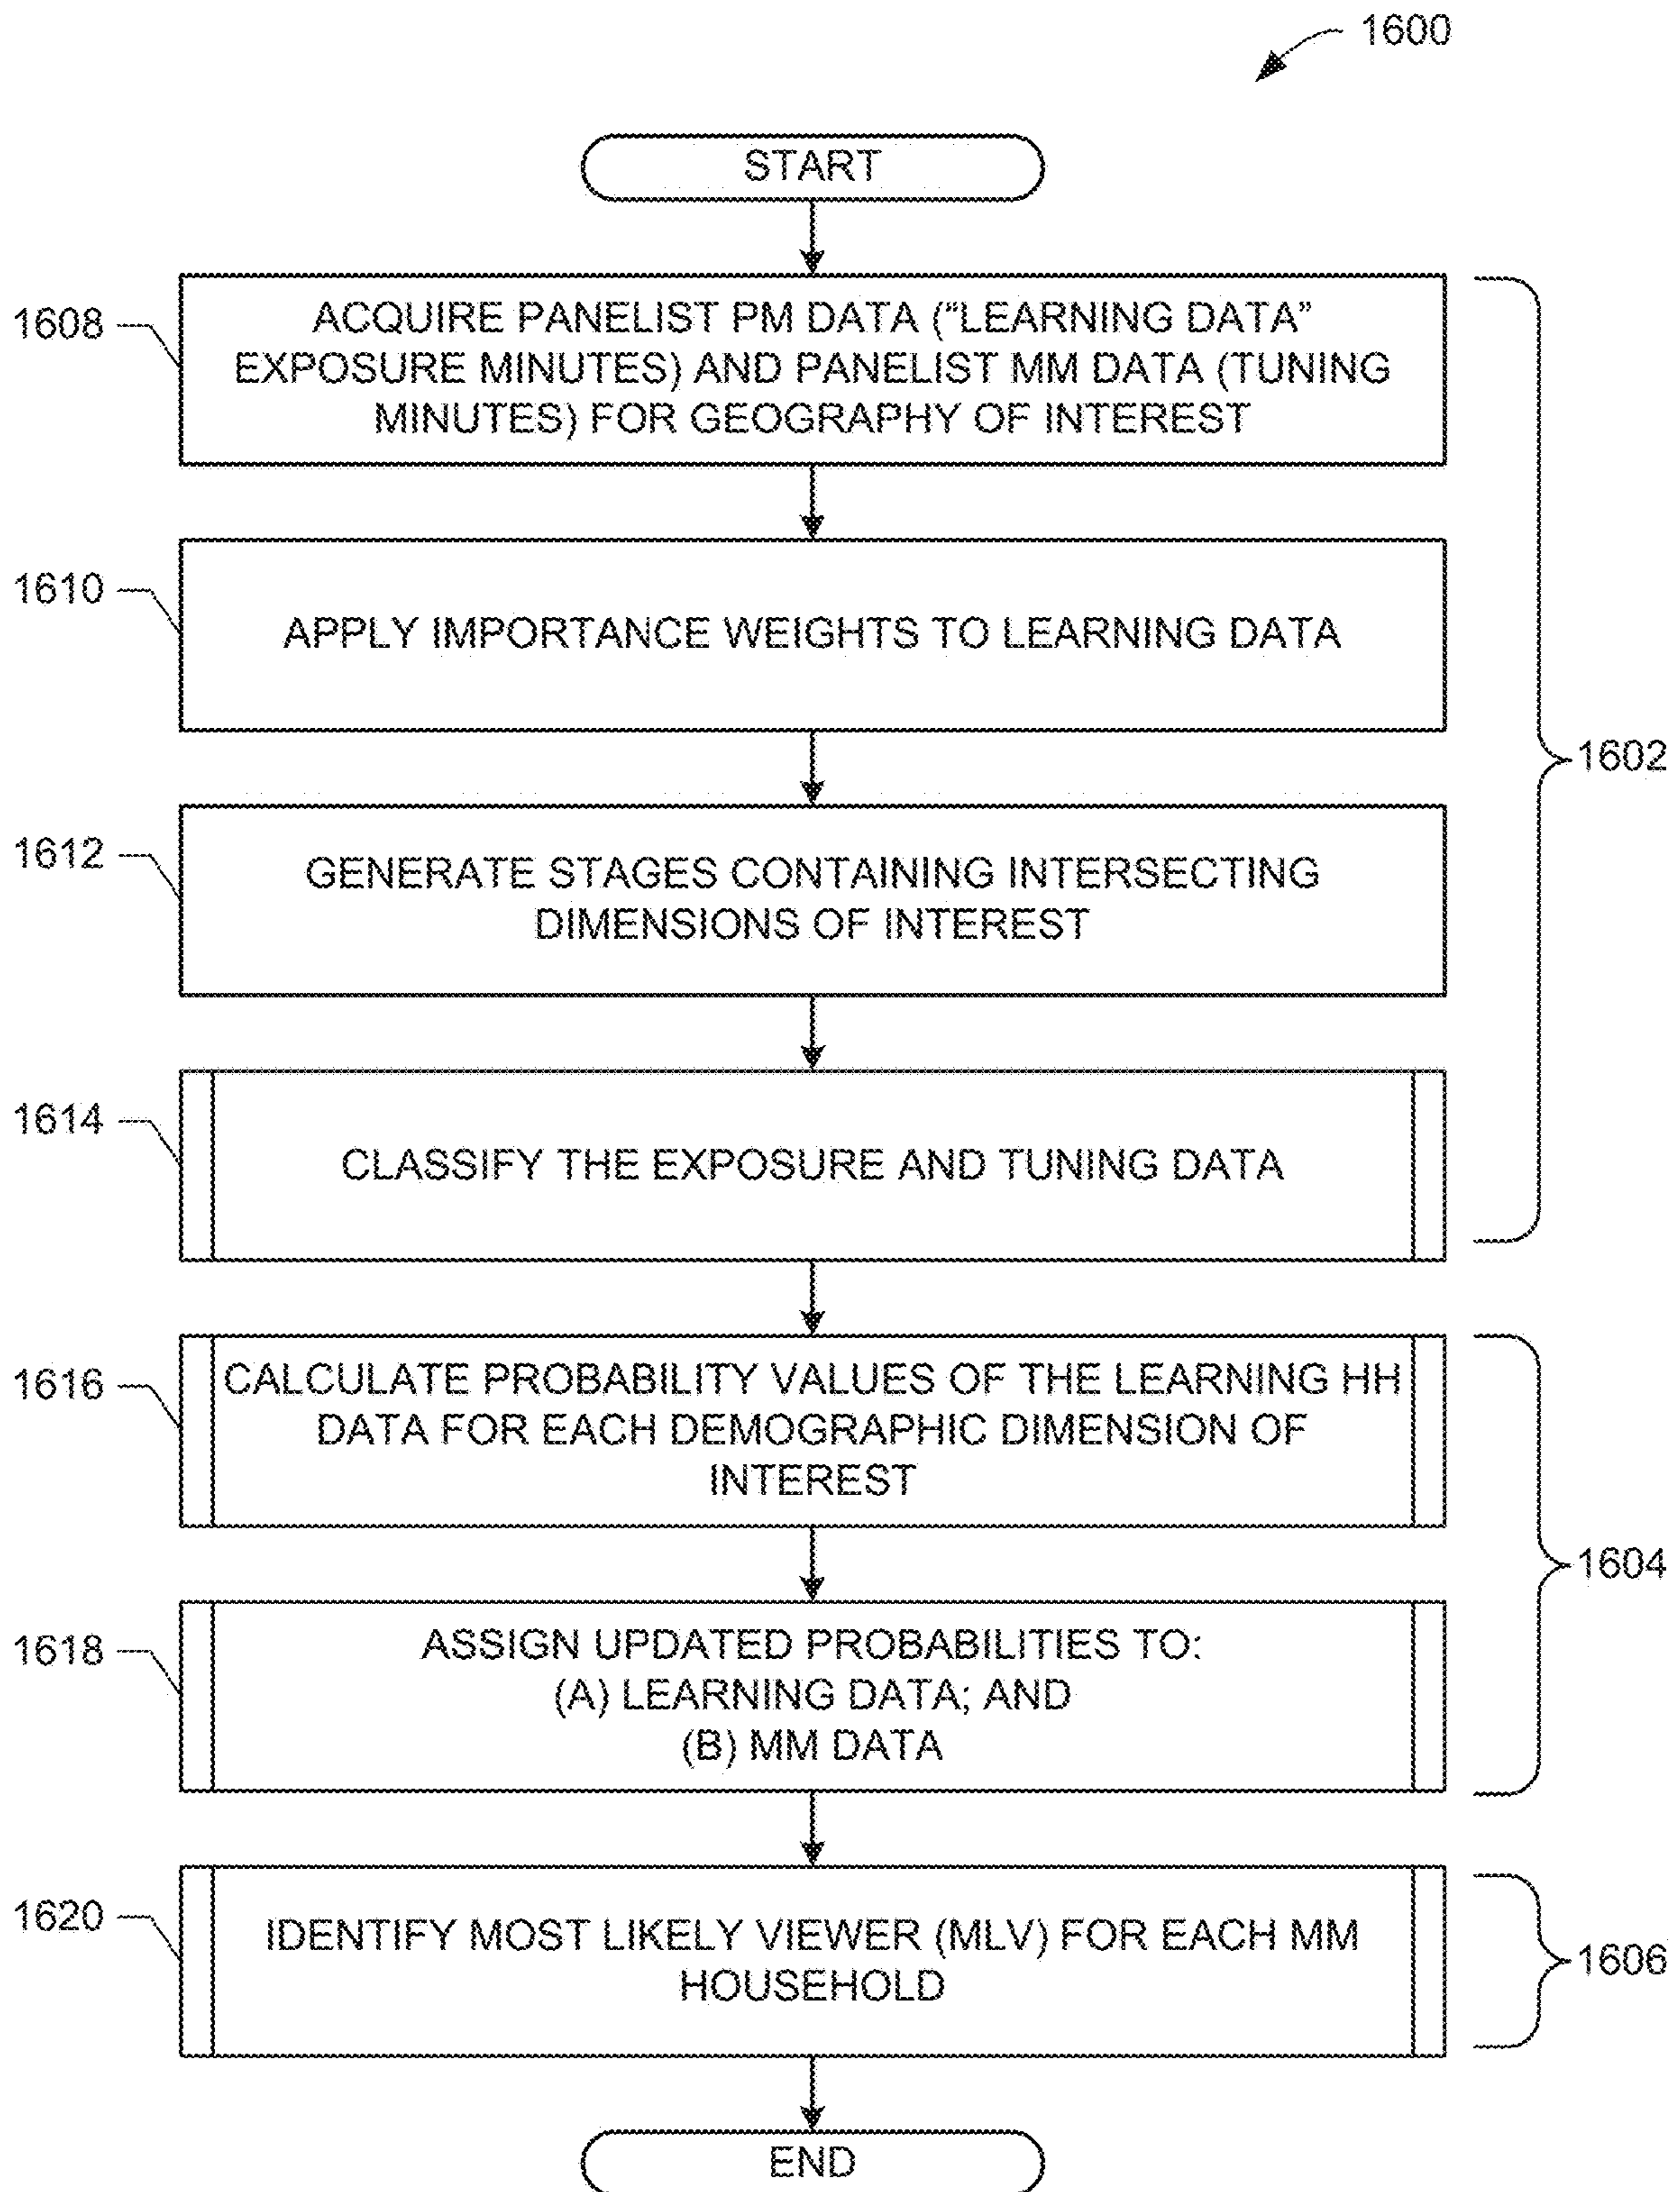 1600
START
1608
ACQUIRE PANELIST PM DATA (“LEARNING DATA”
EXPOSURE MINUTES) AND PANELIST MM DATA (TUNING
MINUTES) FOR GEOGRAPHY OF INTEREST
1610
APPLY IMPORTANCE WEIGHTS TO LEARNING DATA
1602
1612
GENERATE STAGES CONTAINING INTERSECTING
DIMENSIONS OF INTEREST
1614
CLASSIFY THE EXPOSURE AND TUNING DATA
1616
CALCULATE PROBABILITY VALUES OF THE LEARNING HH
DATA FOR EACH DEMOGRAPHIC DIMENSION OF
INTEREST
1604
1618
ASSIGN UPDATED PROBABILITIES TO:
(A) LEARNING DATA; AND
(B) MM DATA
1620
IDENTIFY MOST LIKELY VIEWER (MLV) FOR EACH MM
HOUSEHOLD
1606
END